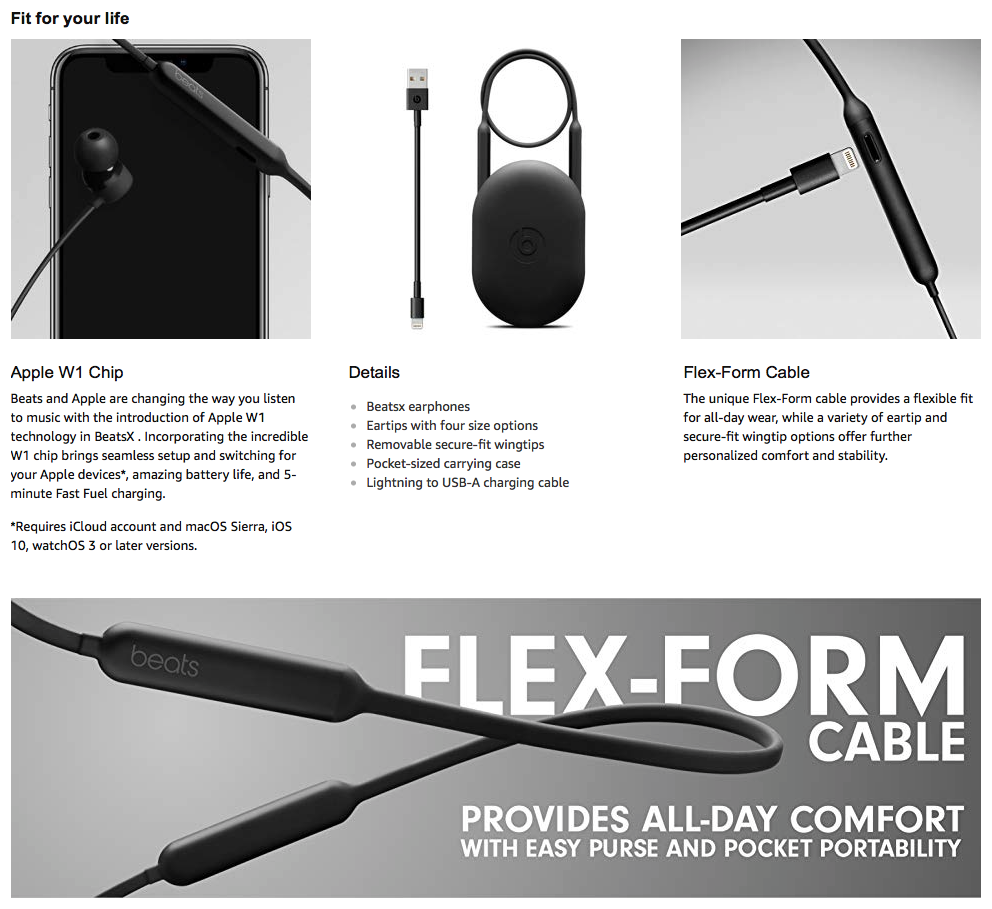 Fit for your life
beats
Apple W1 Chip
Beats and Apple are changing the way you listen
to music with the introduction of Apple W1
technology in BeatsX . Incorporating the incredible
W1 chip brings seamless setup and switching for
your Apple devices*, amazing battery life, and 5-
minute Fast Fuel charging.
*Requires iCloud account and macOS Sierra, iOS
10, watchOS 3 or later versions.
Details
Beatsx earphones
Eartips with four size options
Removable secure-fit wingtips
Pocket-sized carrying case
Lightning to USB-A charging cable
Flex-Form Cable
The unique Flex-Form cable provides a flexible fit
for all-day wear, while a variety of eartip and
secure-fit wingtip options offer further
personalized comfort and stability.
beats
FLEX-FORM
CABLE
PROVIDES ALL-DAY COMFORT
WITH EASY PURSE AND POCKET PORTABILITY